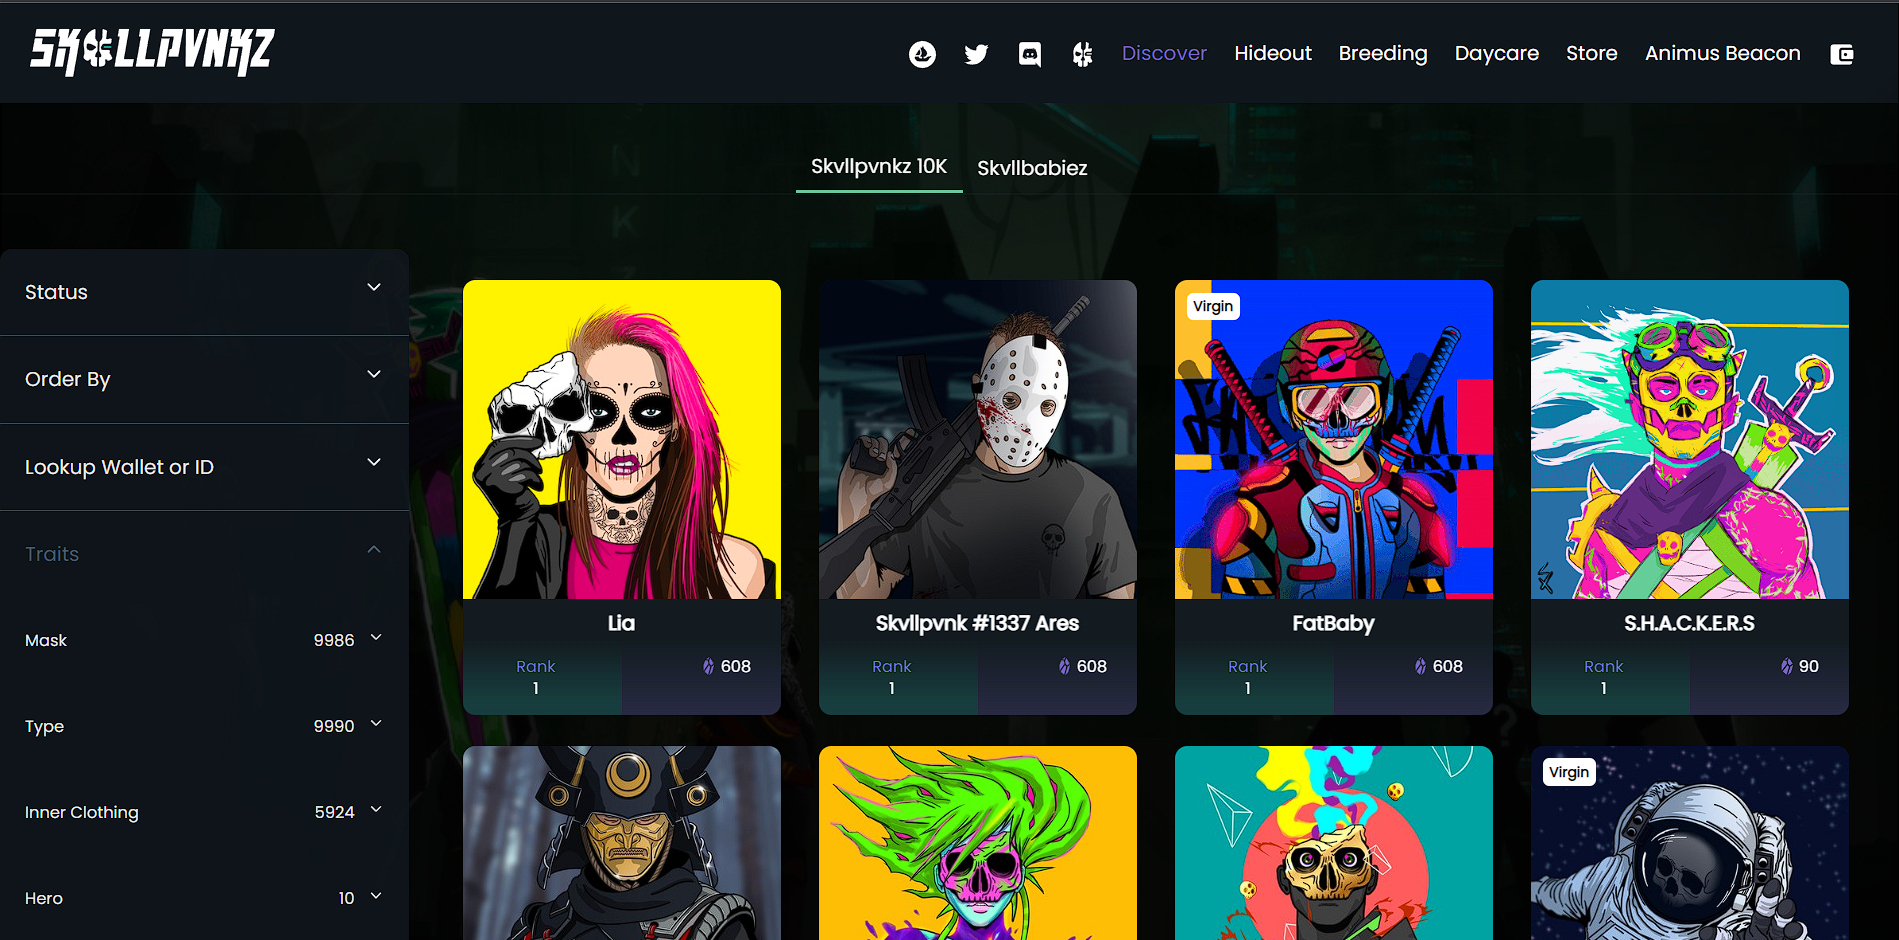 SKVLLPVNKZ
Discover Hideout Breeding Daycare Store Animus Beacon
Skvllpvnkz 10K Skvllbabiez
Status
Order By
Lookup Wallet or ID
Traits
Mask 9986
Type 9990
Inner Clothing 5924
Hero 10
Lia
Rank 608
1
Skvllpvnk #1337 Ares
Rank 608
1
Virgin
FatBaby
Rank 608
1
S.H.A.C.K.E.R.S
Rank 90
1
Virgin